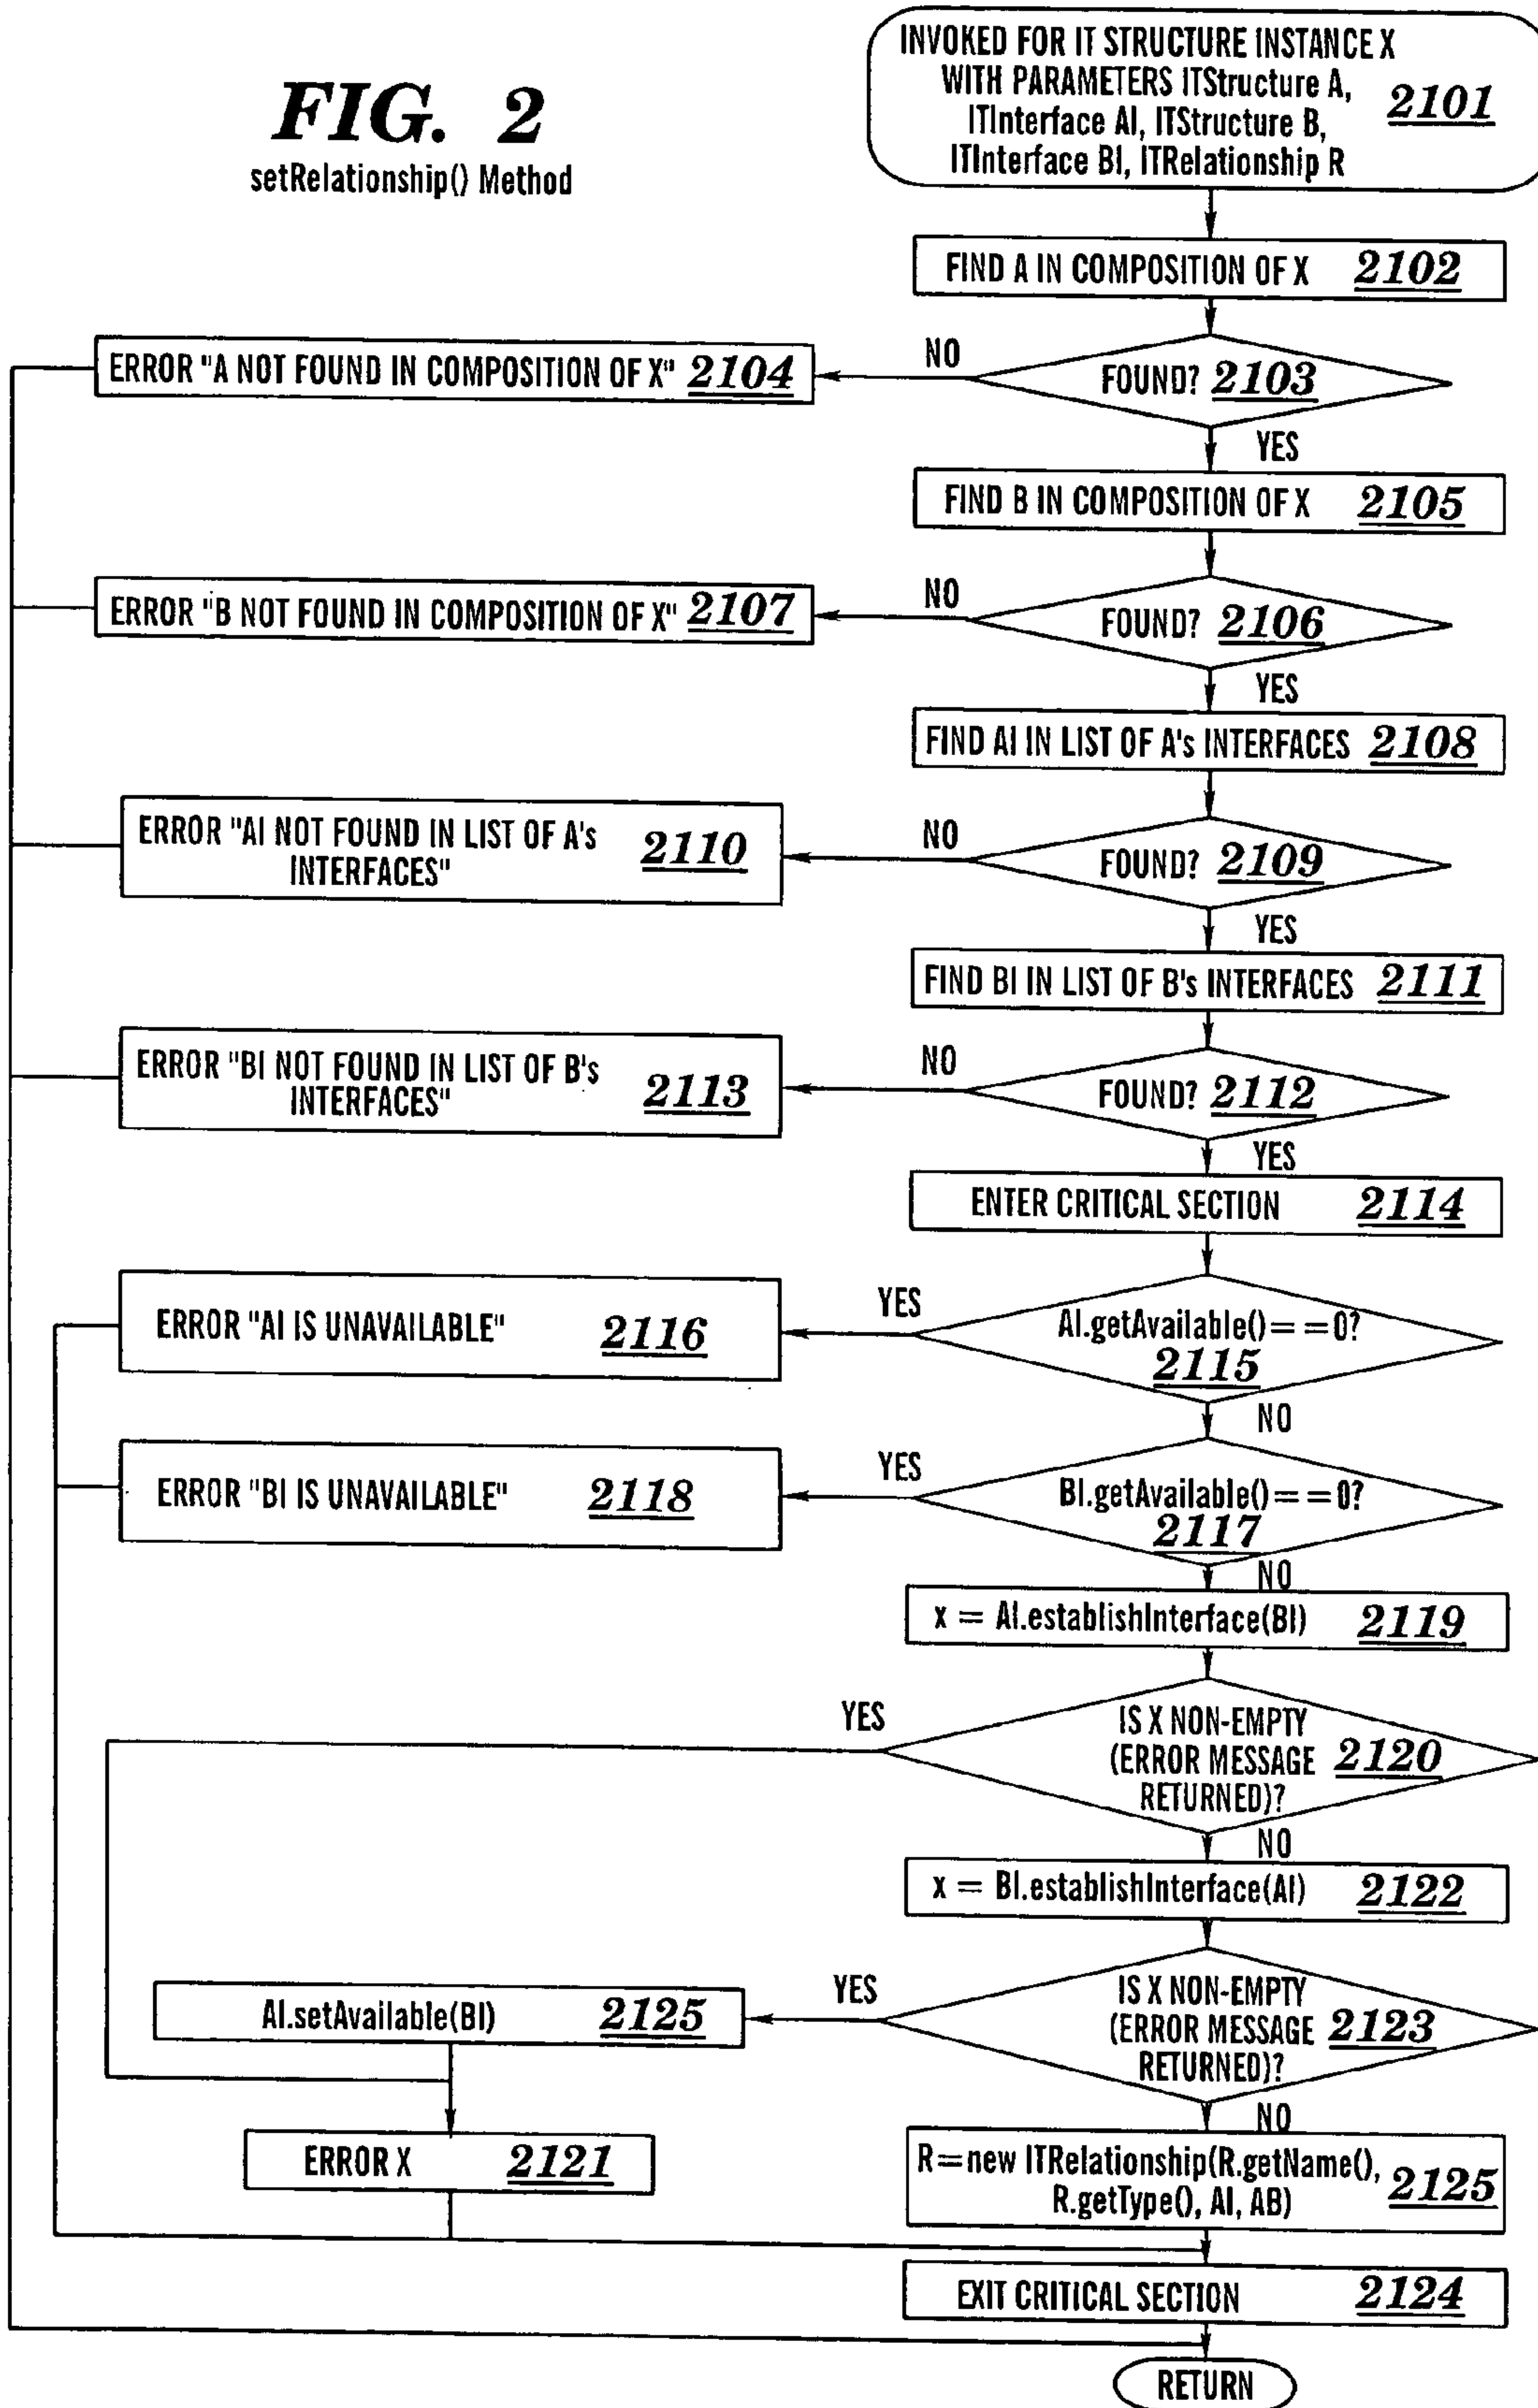 FIG. 2
setRelationship() Method
INVOKED FOR IT STRUCTURE INSTANCE X
WITH PARAMETERS ITStructure A,
ITInterface AI, ITStructure B,
ITInterface BI, ITRelationship R
2101
FIND A IN COMPOSITION OF X 2102
FOUND? 2103
NO
ERROR "A NOT FOUND IN COMPOSITION OF X" 2104
YES
FIND B IN COMPOSITION OF X 2105
FOUND? 2106
NO
ERROR "B NOT FOUND IN COMPOSITION OF X" 2107
YES
FIND AI IN LIST OF A's INTERFACES 2108
FOUND? 2109
NO
ERROR "AI NOT FOUND IN LIST OF A's
INTERFACES"
2110
YES
FIND BI IN LIST OF B's INTERFACES 2111
FOUND? 2112
NO
ERROR "BI NOT FOUND IN LIST OF B's
INTERFACES"
2113
YES
ENTER CRITICAL SECTION 2114
AI.getAvailable()==0?
2115
YES
ERROR "AI IS UNAVAILABLE" 2116
NO
BI.getAvailable()==0?
2117
YES
ERROR "BI IS UNAVAILABLE" 2118
NO
x = AI.establishInterface(BI) 2119
IS X NON-EMPTY
(ERROR MESSAGE 2120
RETURNED)?
YES
NO
x = BI.establishInterface(AI) 2122
IS X NON-EMPTY
(ERROR MESSAGE 2123
RETURNED)?
YES
AI.setAvailable(BI) 2125
NO
ERROR X 2121
R=new ITRelationship(R.getName(),
R.getType(), AI, AB)
2125
EXIT CRITICAL SECTION 2124
RETURN